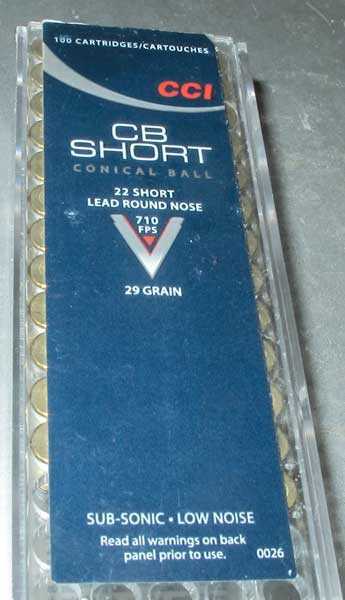 100 CARTRIDGES/CARTOUCHES
CCI
CB
SHORT
CONICAL BALL
22 SHORT
LEAD ROUND NOSE
710
FPS
29 GRAIN
SUB-SONIC • LOW NOISE
Read all warnings on back
panel prior to use. 0026